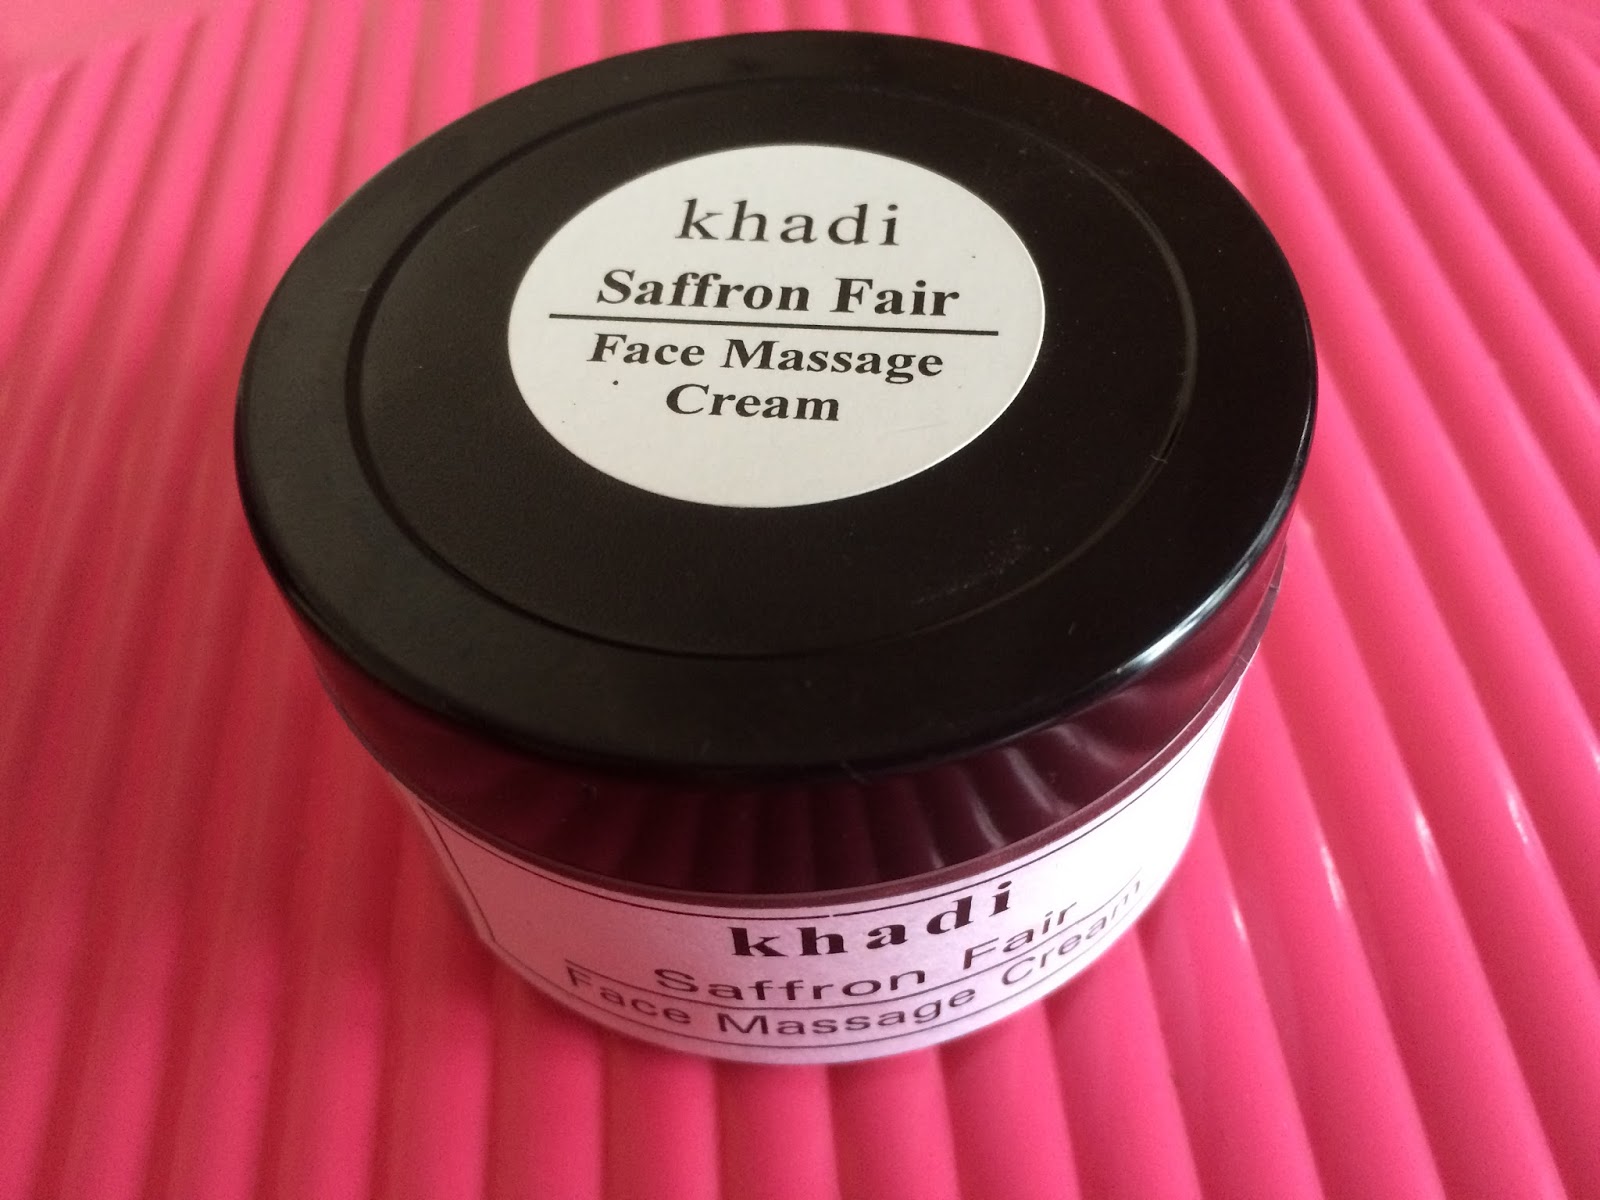 khadi
Saffron Fair
Face Massage
Cream
khadi
Saffron Fair
Face Massage Cream